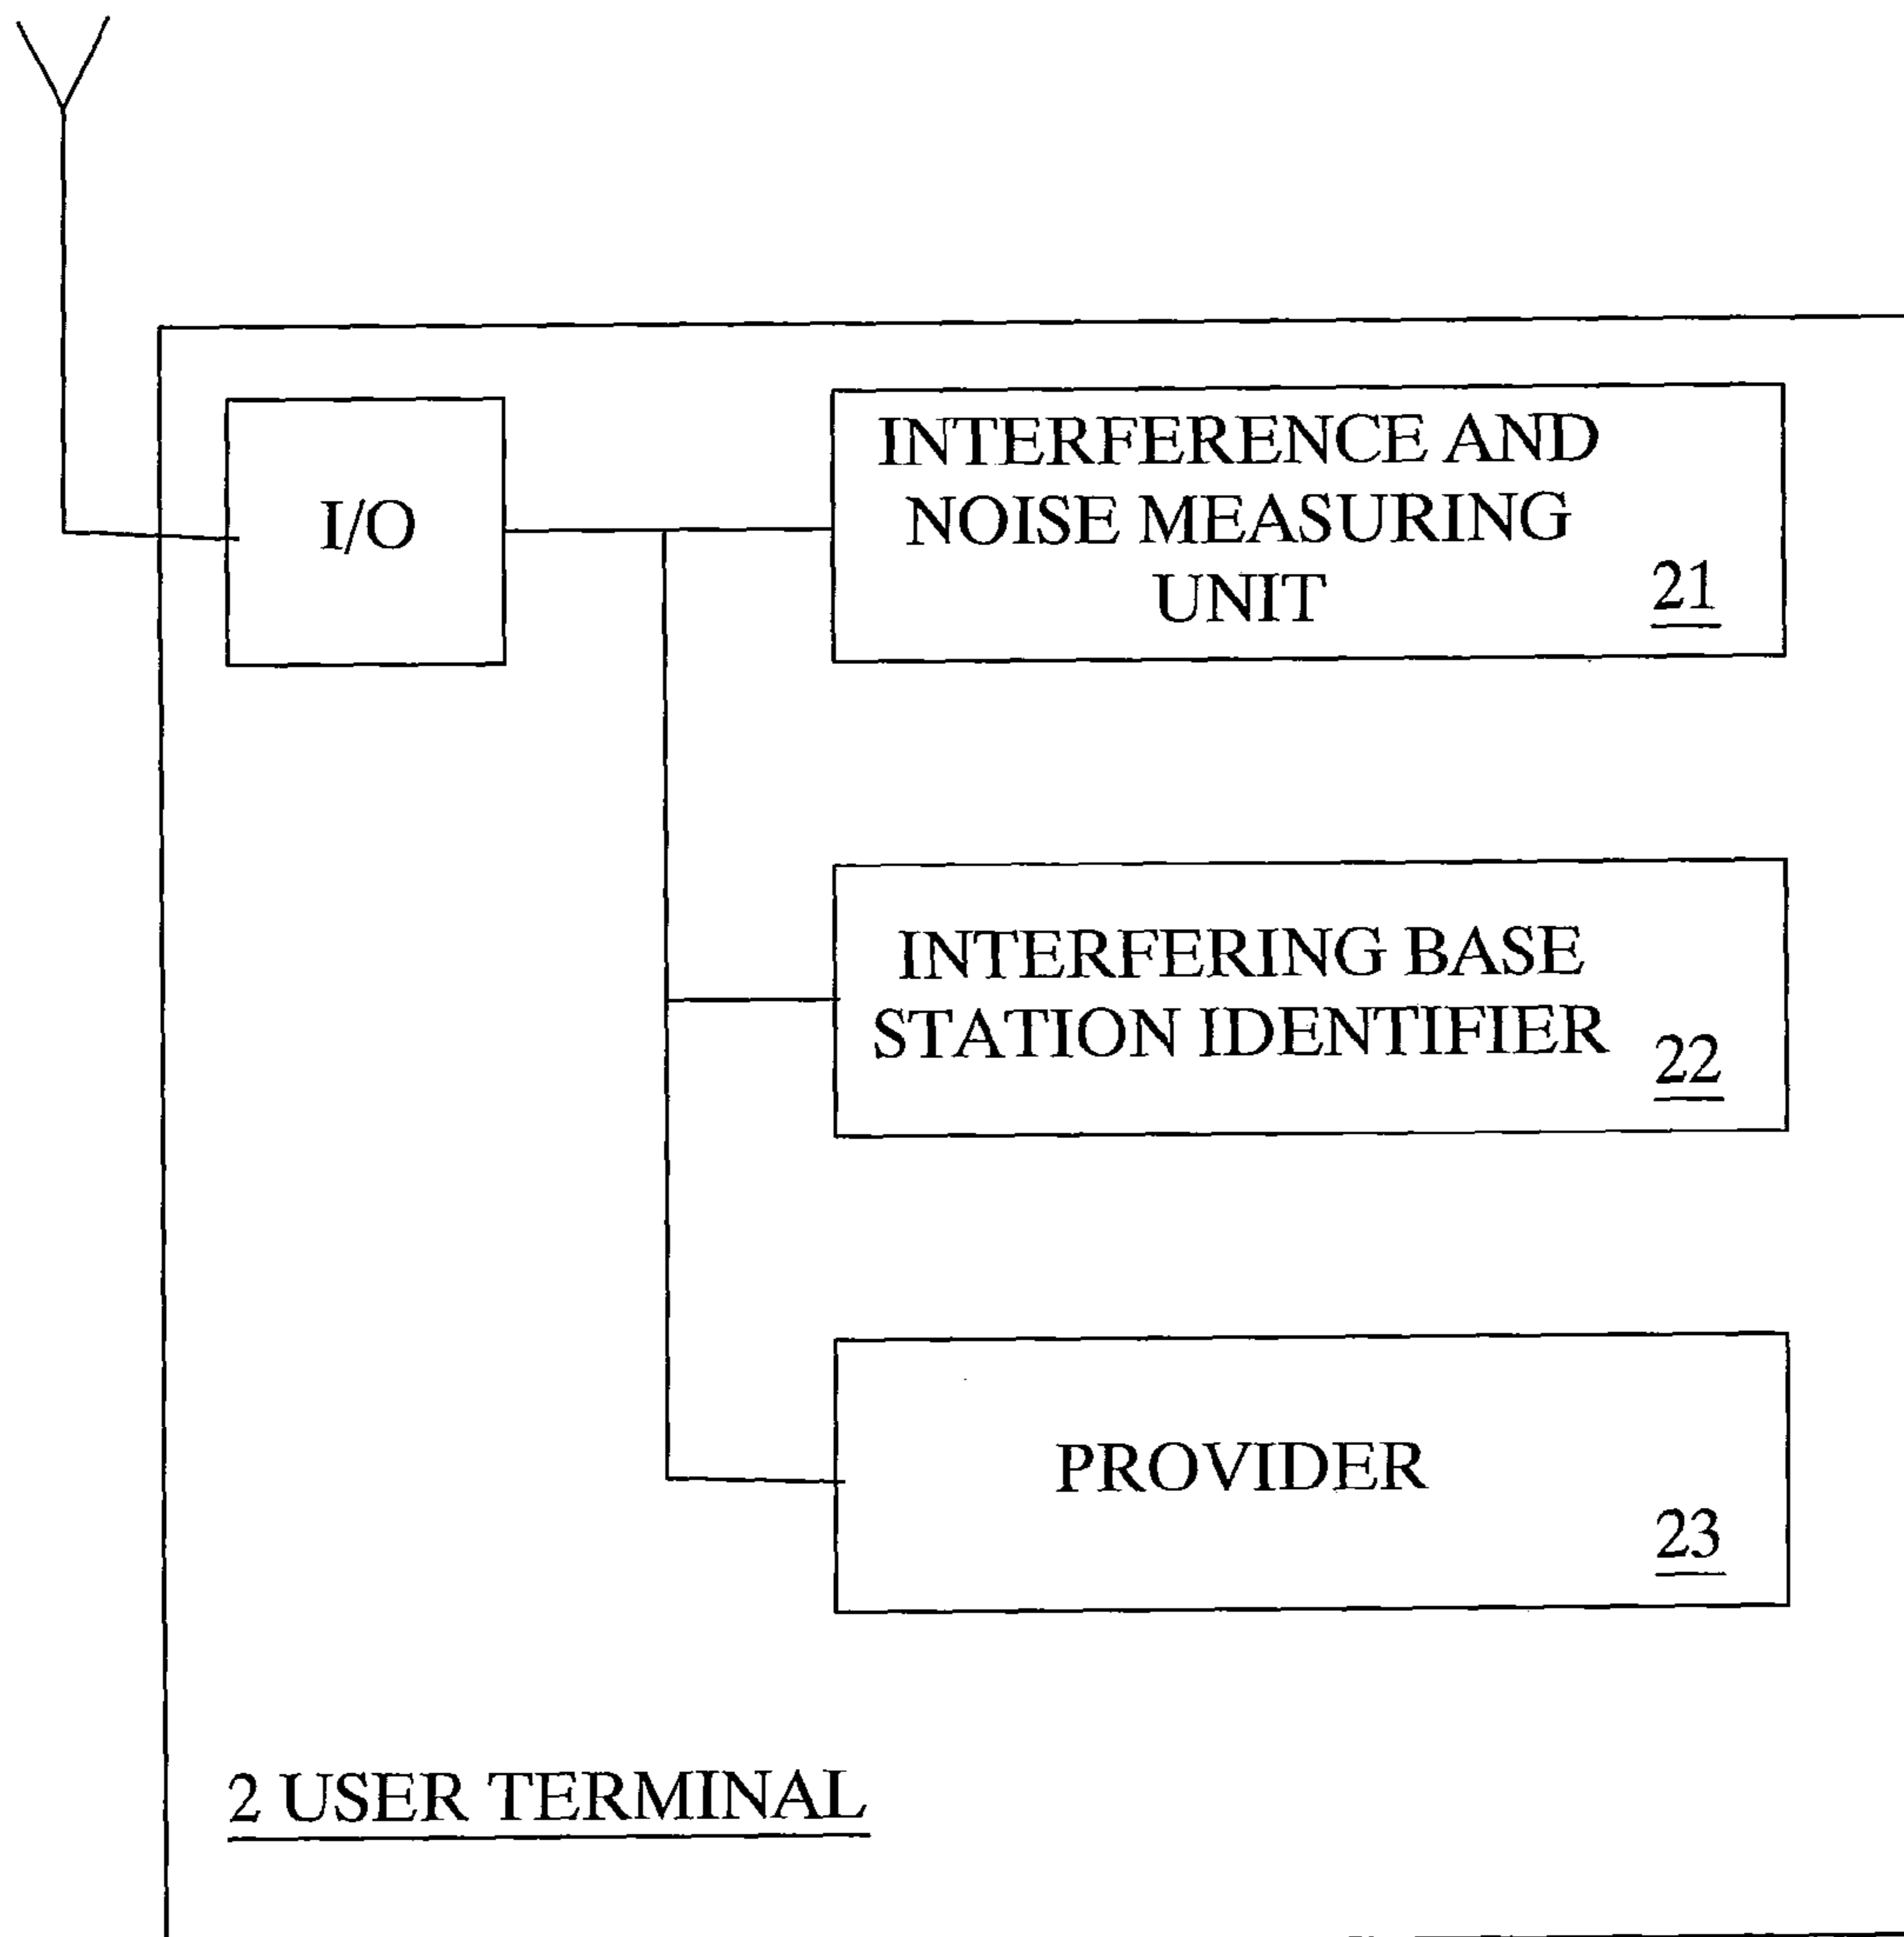 I/O
INTERFERENCE AND
NOISE MEASURING
UNIT
21
INTERFERING BASE
STATION IDENTIFIER
22
PROVIDER
23
2 USER TERMINAL